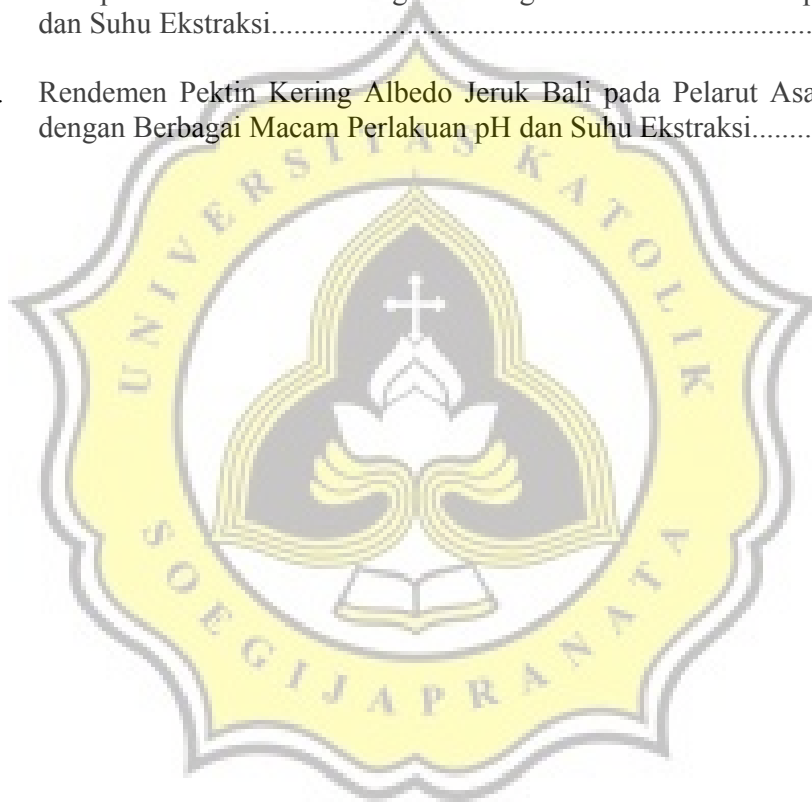 dan Suhu Ekstraksi.....................................................................................
. Rendemen Pektin Kering Albedo Jeruk Bali pada Pelarut Asa
dengan Berbagai Macam Perlakuan pH dan Suhu Ekstraksi.........
UNIVERSITAS KATOLIK
SOEGIJAPRANATA